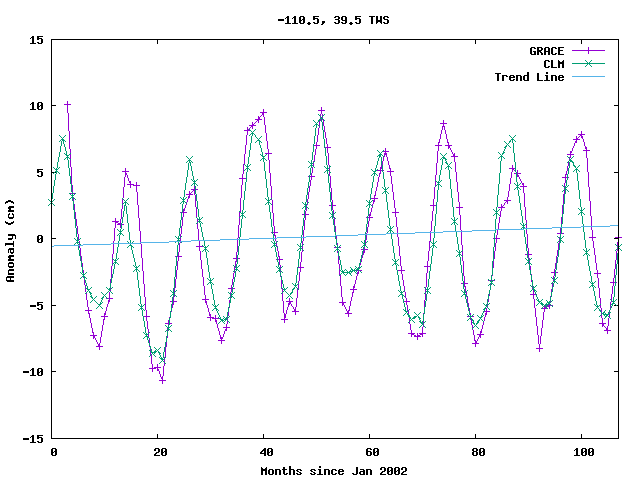 -110.5, 39.5 TWS
GRACE
CLM
Trend Line
15
10
5
0
-5
-10
-15
Anomaly (cm)
0 20 40 60 80 100
Months since Jan 2002